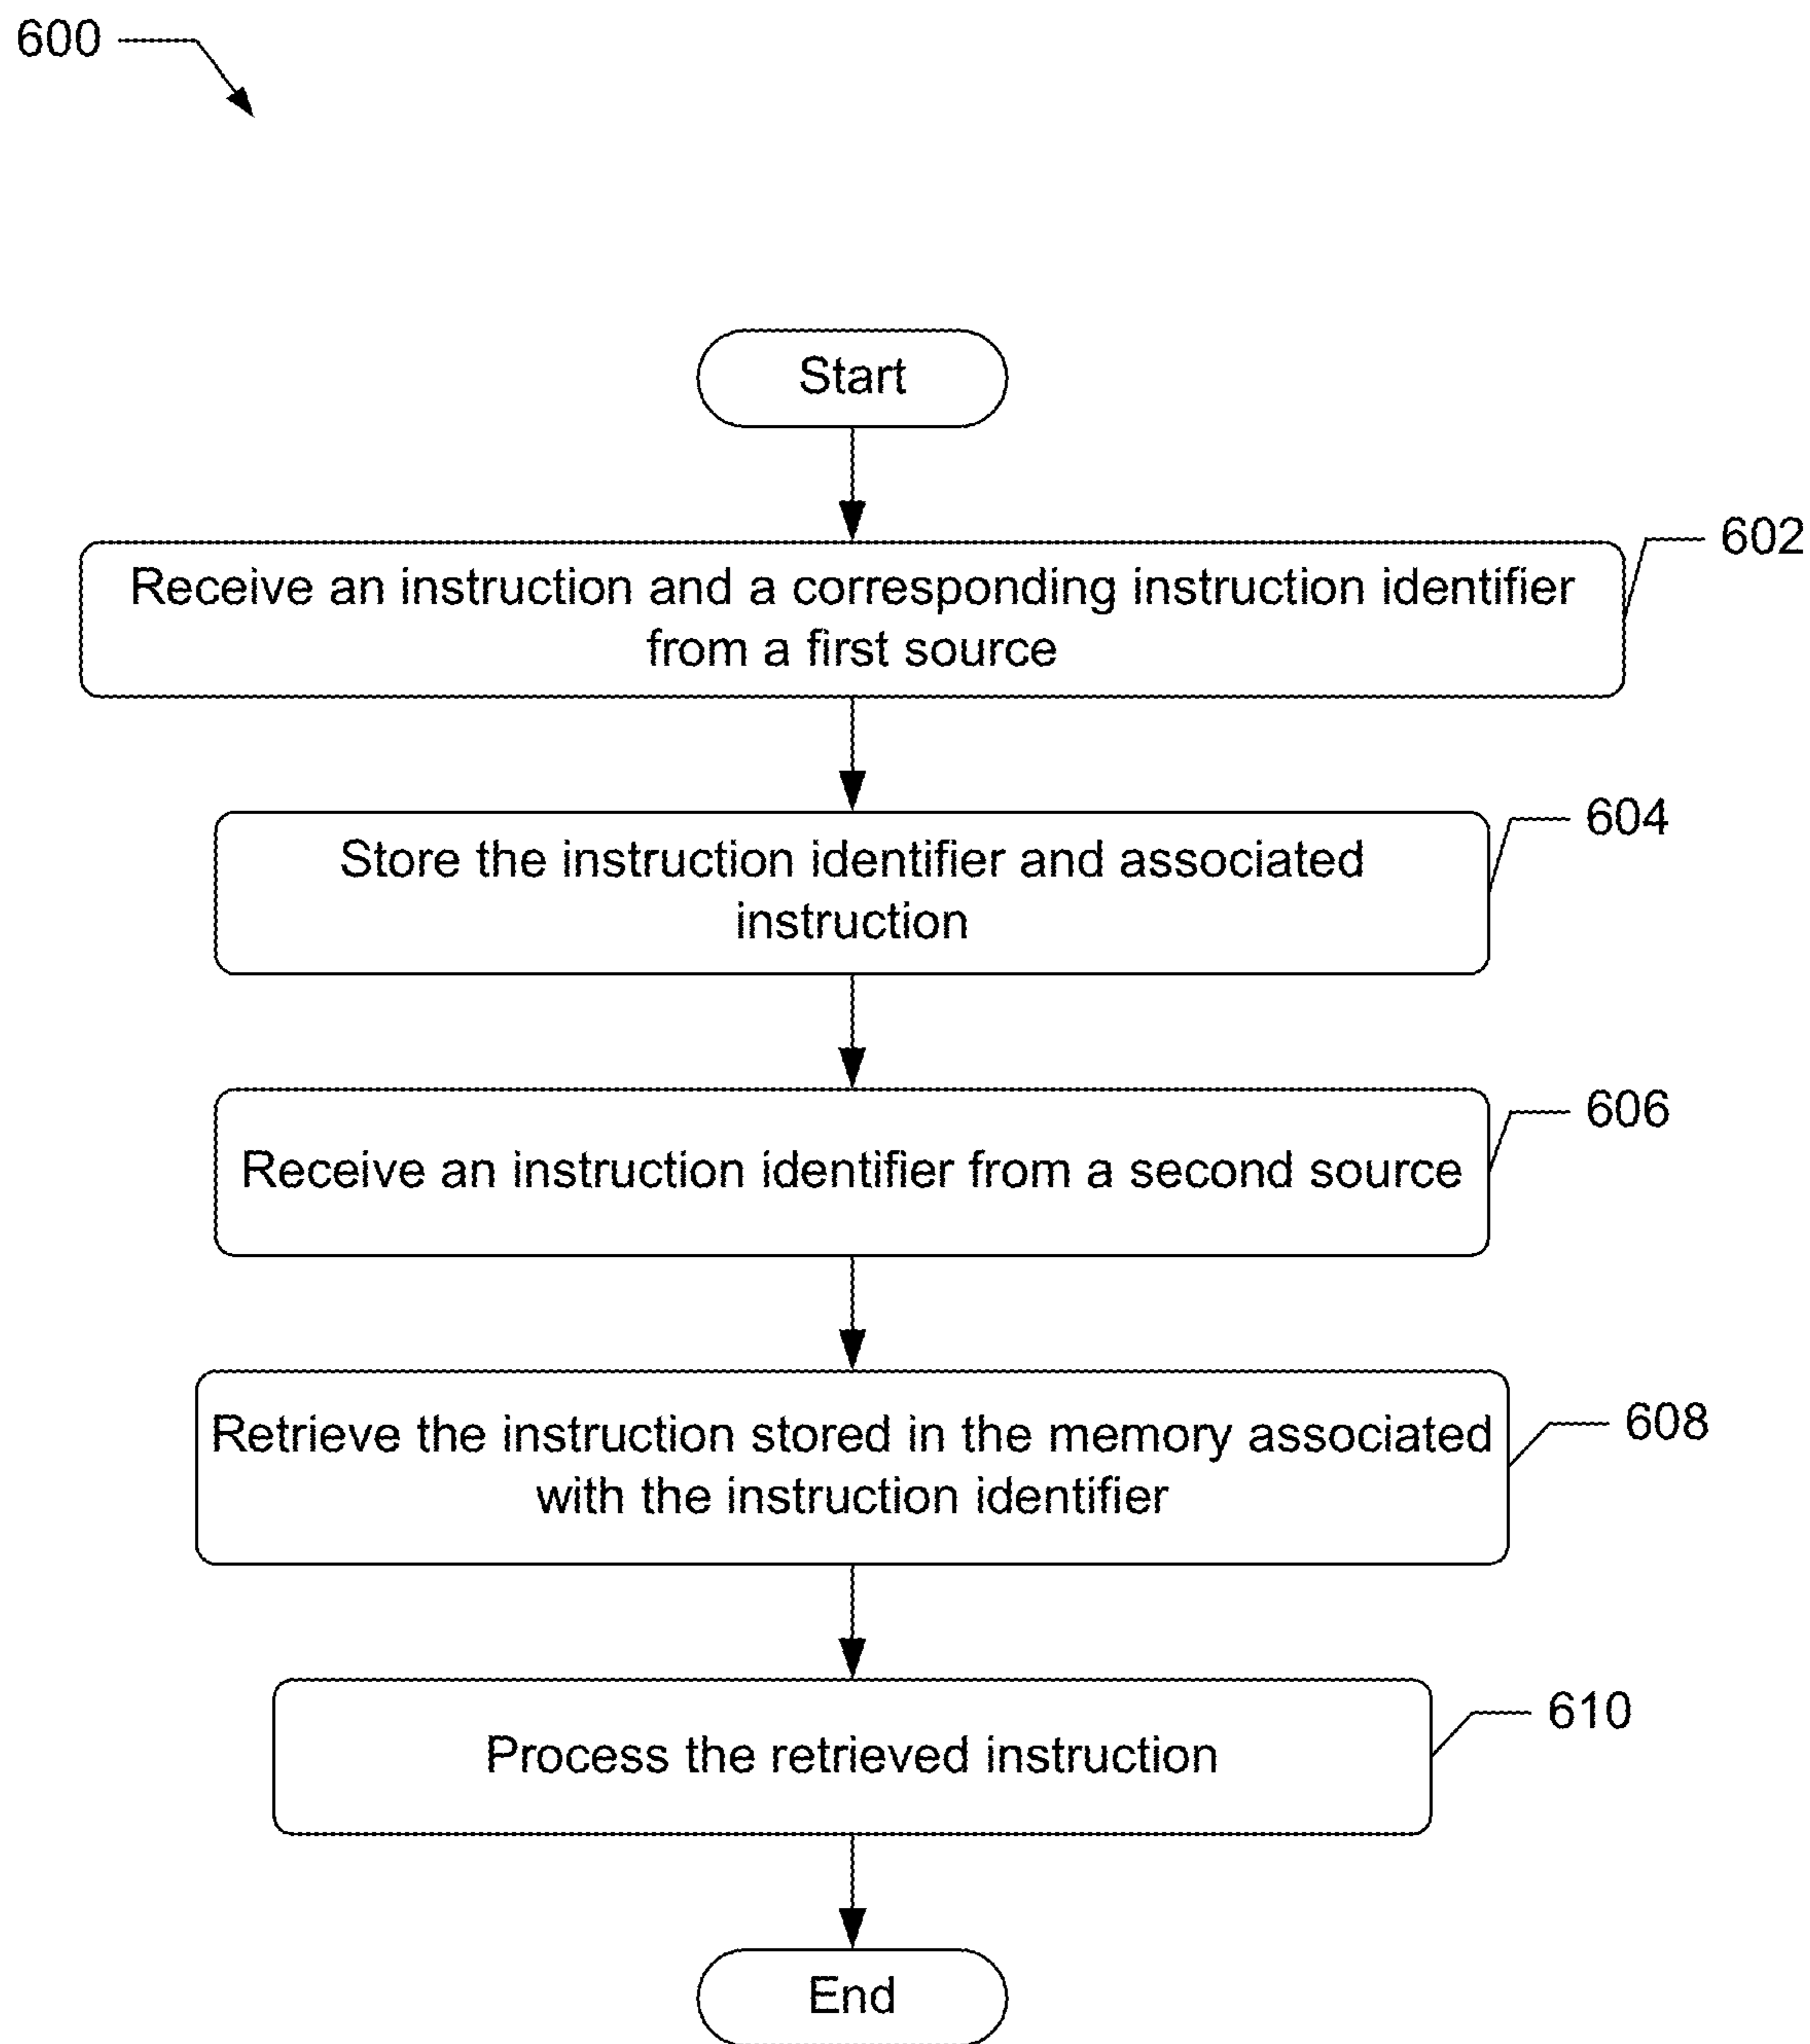 600
Start
602
Receive an instruction and a corresponding instruction identifier
from a first source
604
Store the instruction identifier and associated
instruction
606
Receive an instruction identifier from a second source
608
Retrieve the instruction stored in the memory associated
with the instruction identifier
610
Process the retrieved instruction
End